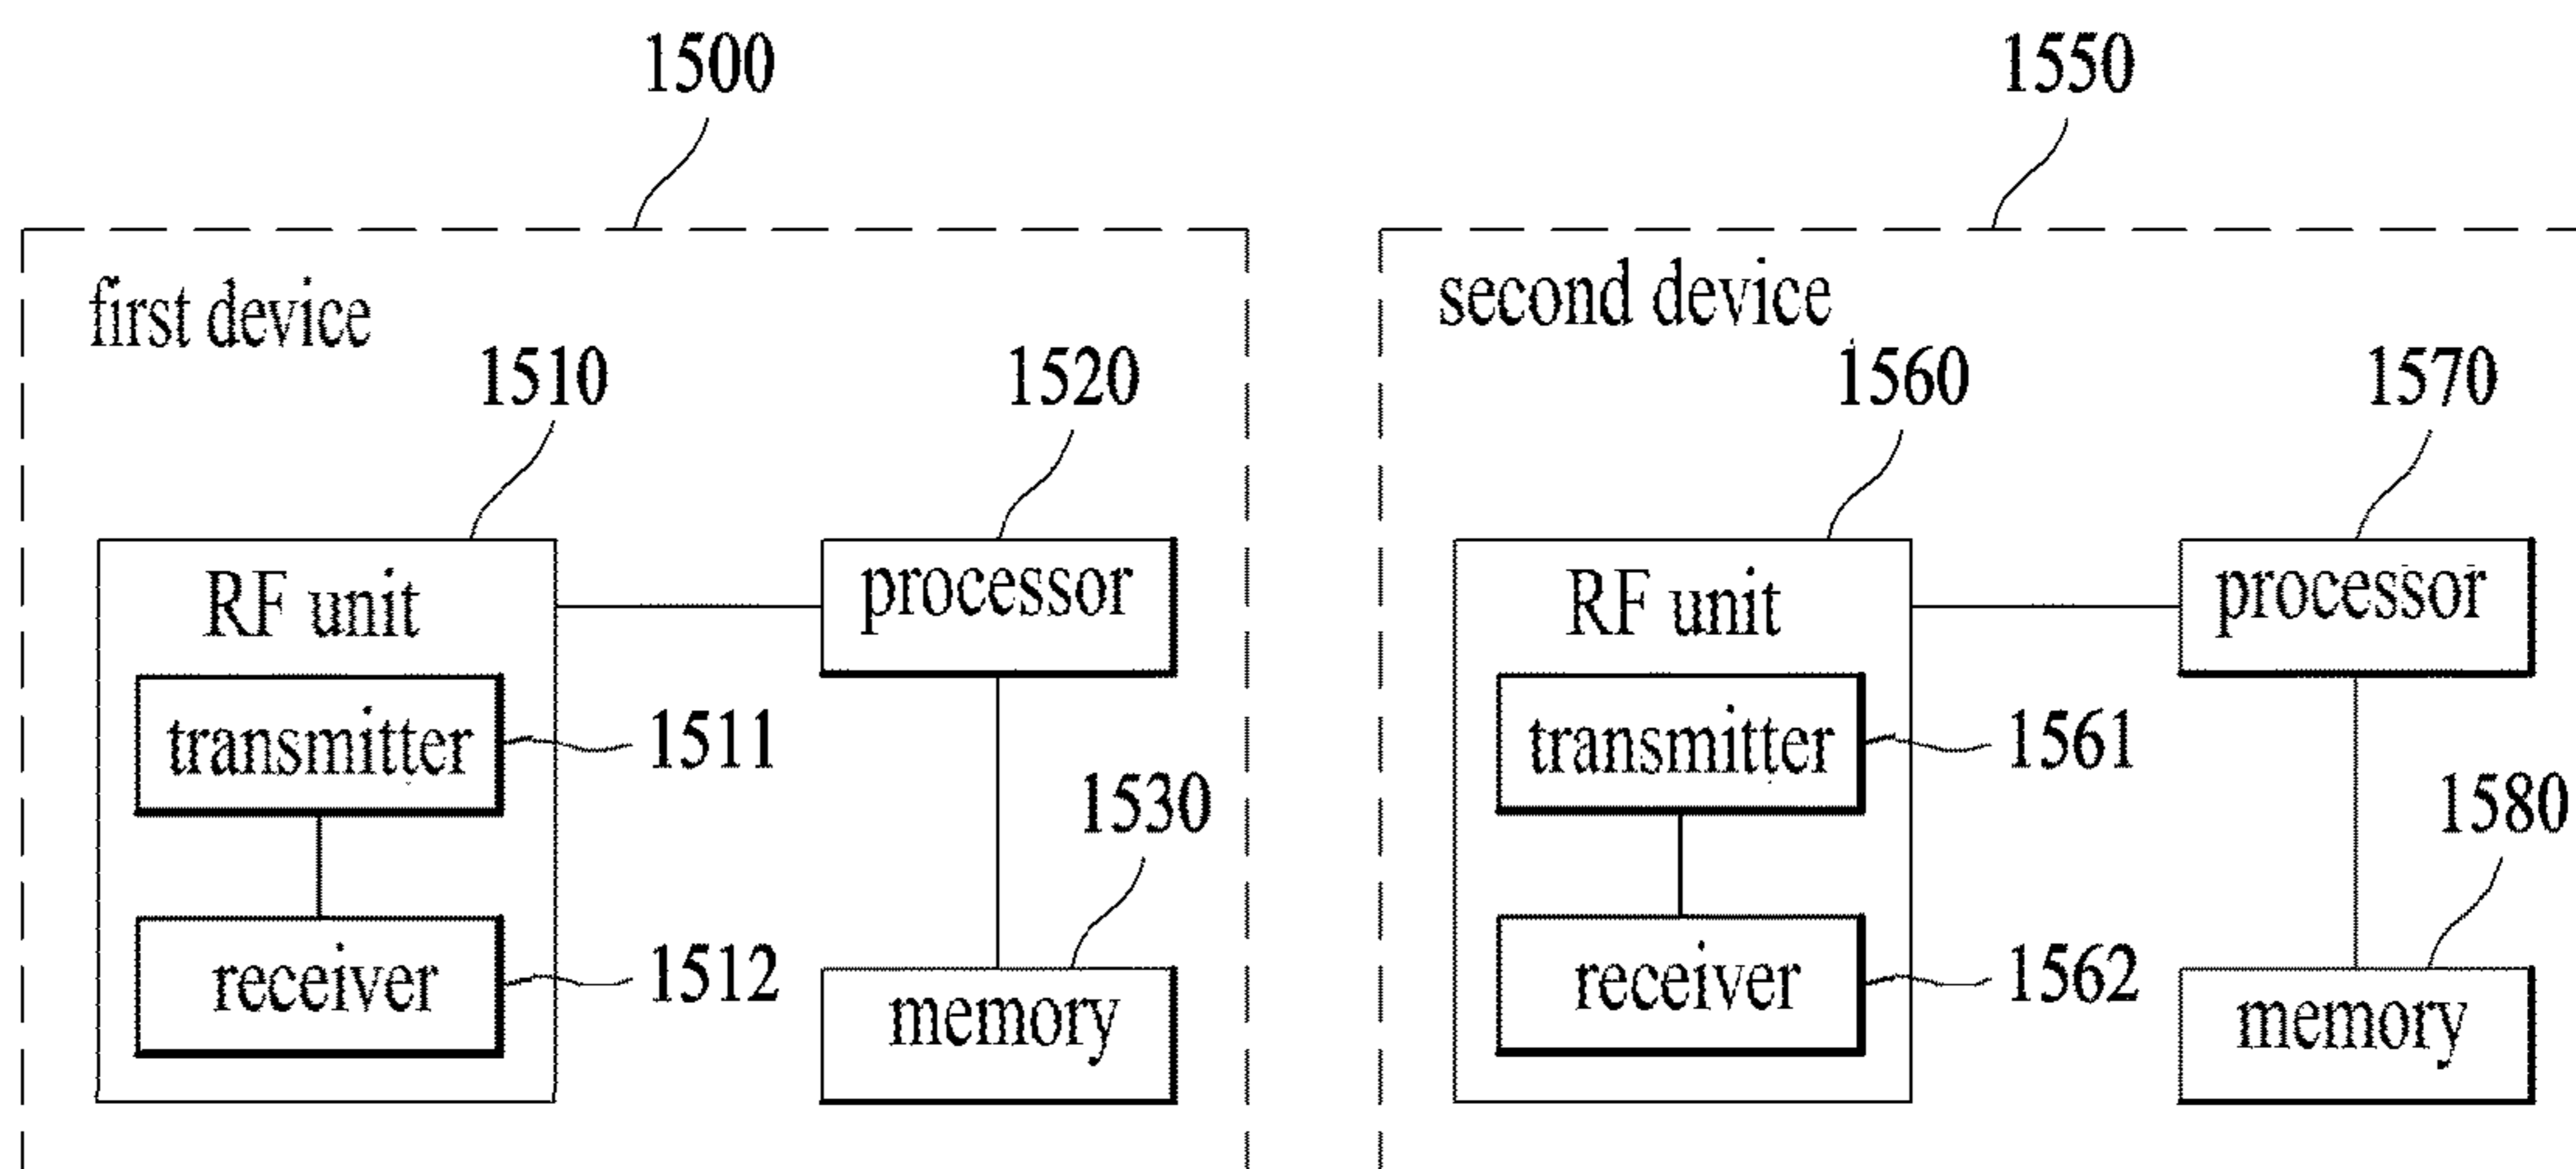 1500
first device
1510
1520
RF unit
processor
transmitter
1511
1530
receiver
1512
memory
1550
second device
1560
1570
RF unit
processor
transmitter
1561
1580
receiver
1562
memory